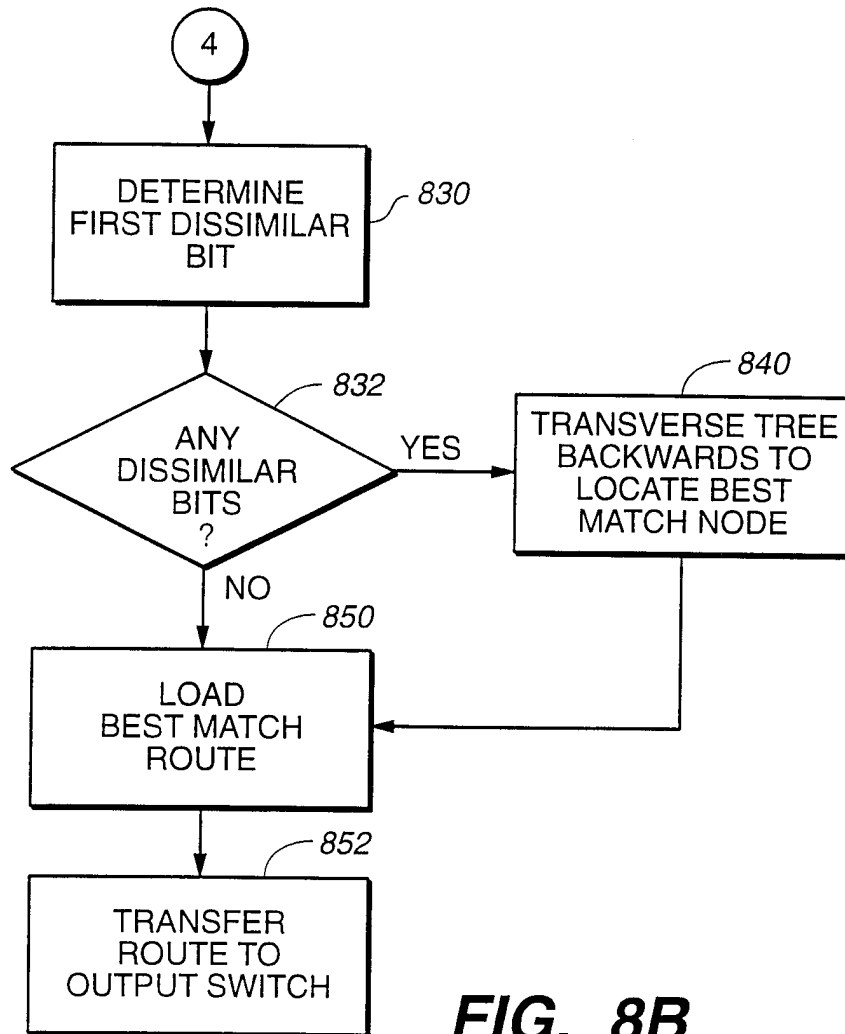 4
DETERMINE
FIRST DISSIMILAR
BIT
830
832
ANY
DISSIMILAR
BITS
?
YES
840
TRANSVERSE TREE
BACKWARDS TO
LOCATE BEST
MATCH NODE
NO
850
LOAD
BEST MATCH
ROUTE
852
TRANSFER
ROUTE TO
OUTPUT SWITCH
FIG. 8B